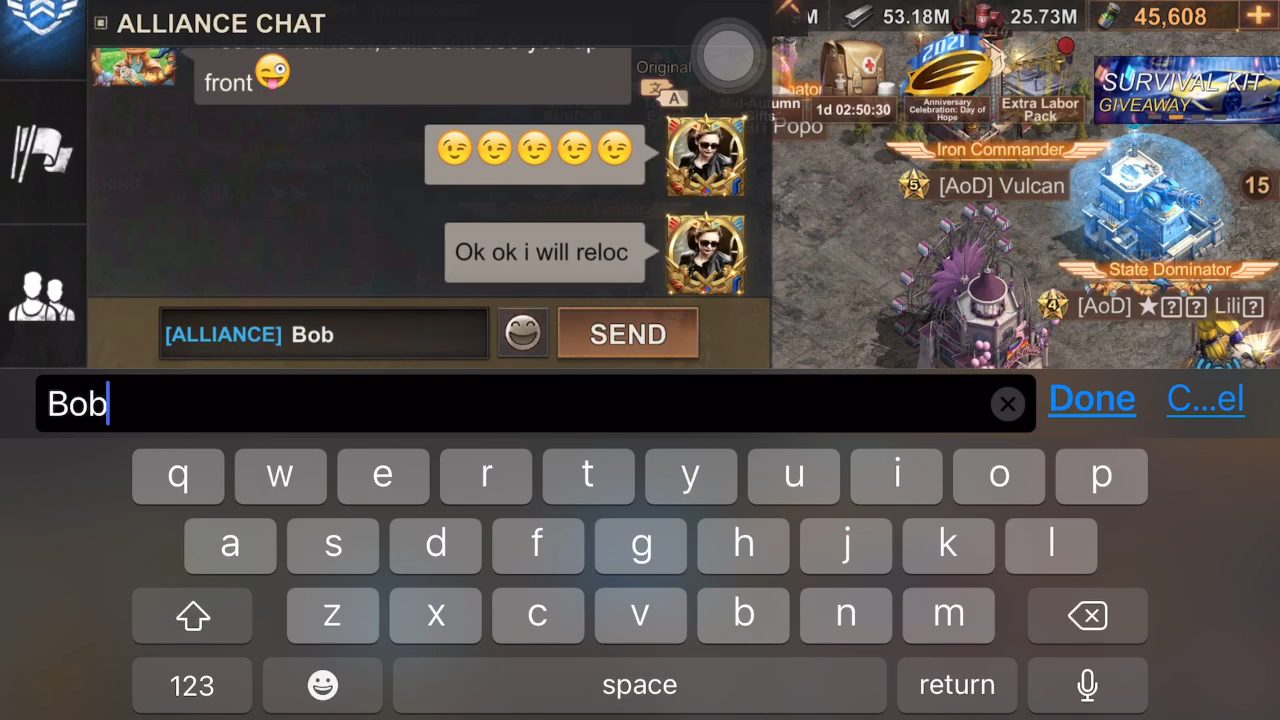 ALLIANCE CHAT
M
53.18M
25.73M
45,608
front😜
Original
😉😉😉😉😉
Ok ok i will reloc
[ALLIANCE] Bob
SEND
1d 02:50:30
2021
Anniversary
Celebration: Day of
Hope
Extra Labor
Pack
SURVIVAL KIT
GIVEAWAY
Popo
Iron Commander
5
[AoD] Vulcan
15
State Dominator
4
[AoD] ★⍰⍰ Lili⍰
Bob
Done
C...el
q w e r t y u i o p
a s d f g h j k l
z x c v b n m
123
space
return